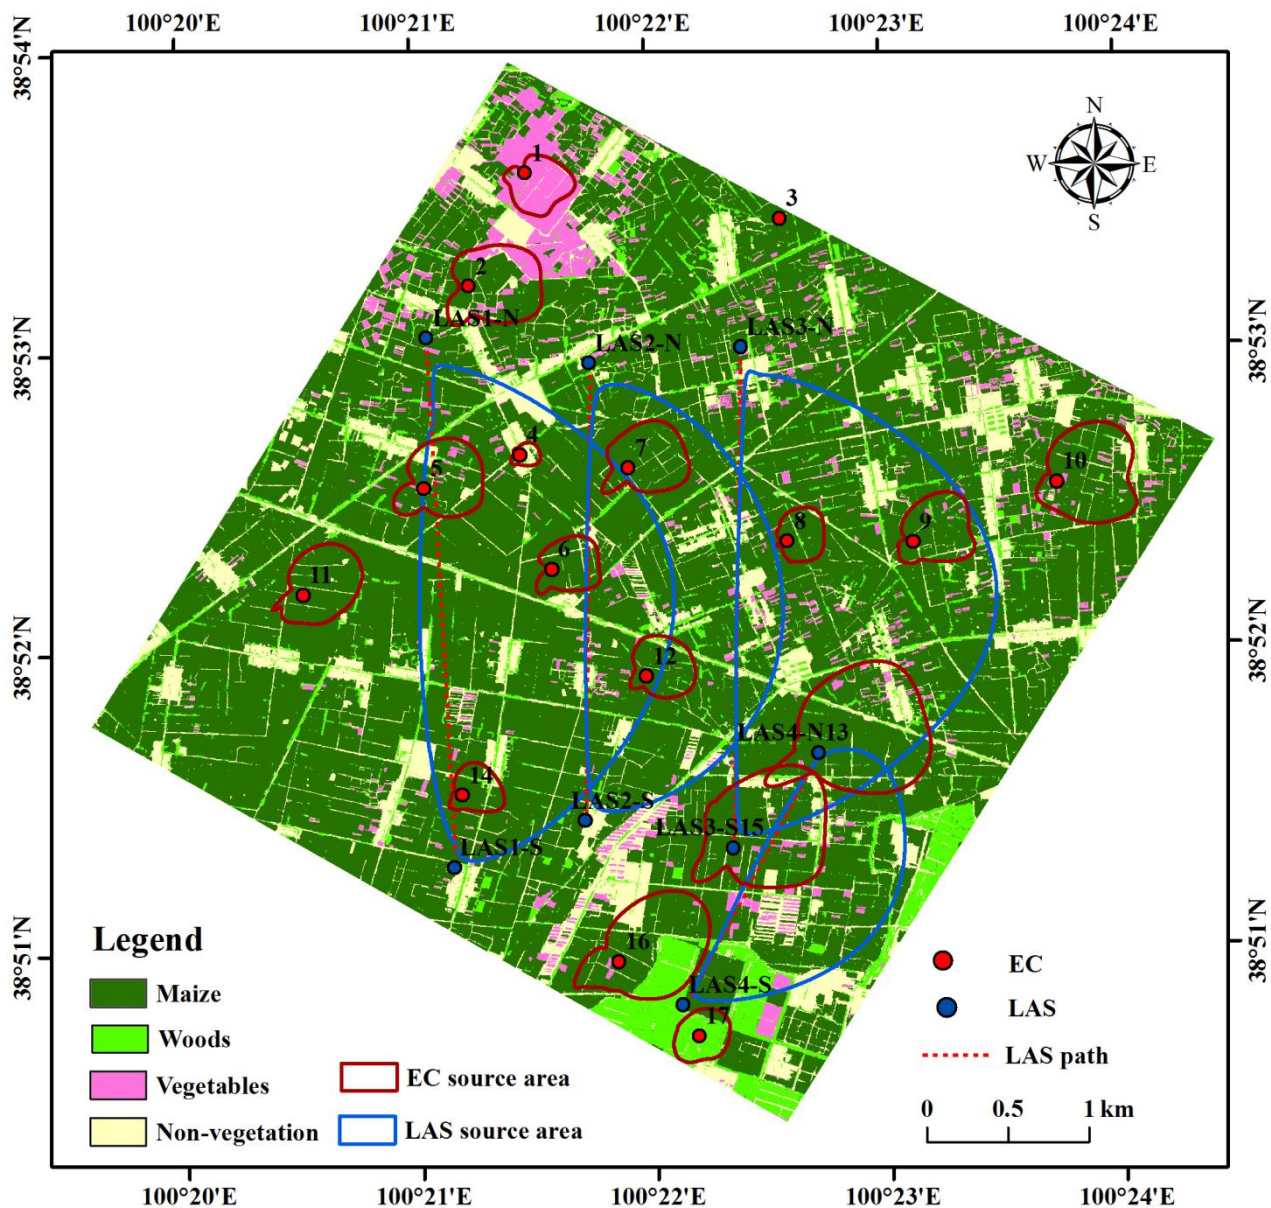 100°20'E 100°21'E 100°22'E 100°23'E 100°24'E
38°54'N
N
W E
S
1
3
2
LAS1-N
LAS2-N
LAS3-N
38°53'N
38°53'N
4
5
7
10
8
9
6
11
12
38°52'N
38°52'N
LAS4-N13
14
LAS2-S
LAS3-S15
LAS1-S
16
LAS4-S
17
38°51'N
38°51'N
Legend
Maize
Woods
Vegetables
Non-vegetation
EC source area
LAS source area
EC
LAS
LAS path
0 0.5 1 km
100°20'E 100°21'E 100°22'E 100°23'E 100°24'E